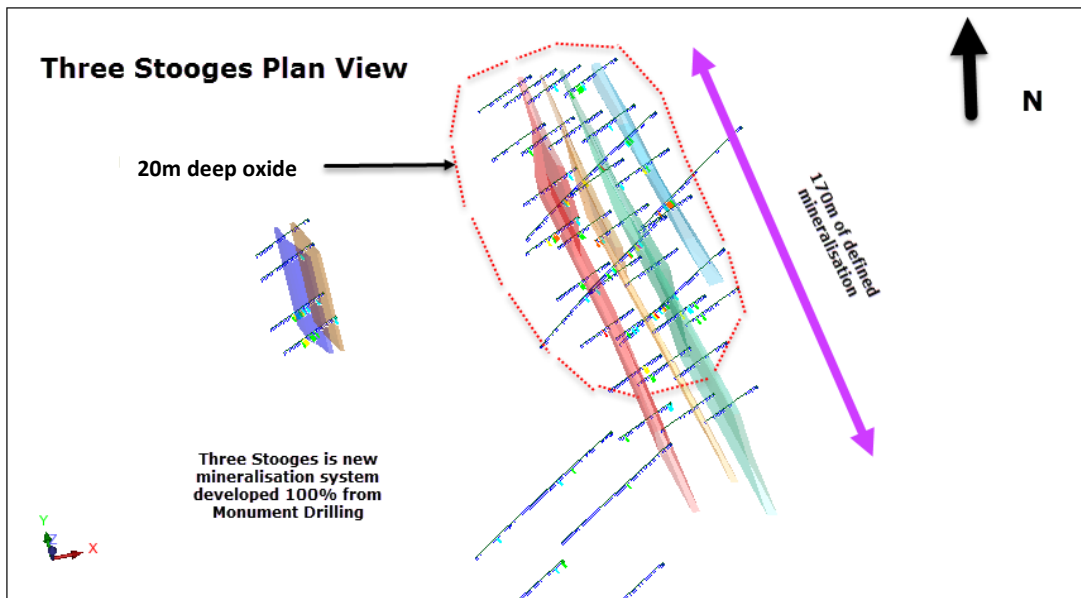 Three Stooges Plan View
N
20m deep oxide
170m of defined
mineralisation
Three Stooges is new
mineralisation system
developed 100% from
Monument Drilling
Y
Z
X